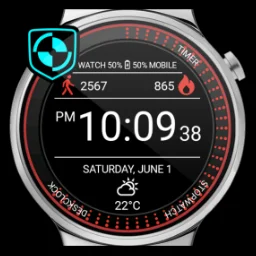 TIMER
WATCH 50% 50% MOBILE
2567 865
PM 10:09 38
SATURDAY, JUNE 1
22°C
DESKCLOCK
STOPWATCH